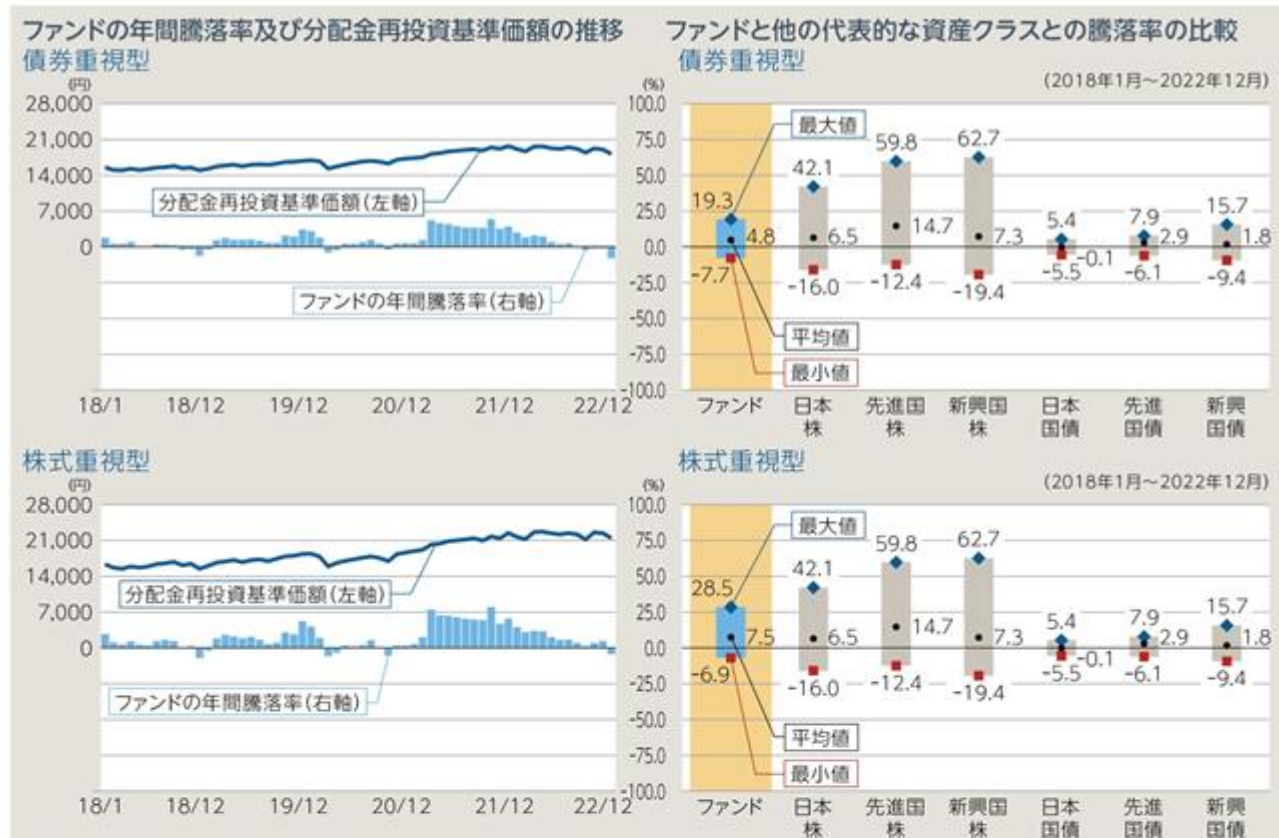 ファンドの年間騰落率及び分配金再投資基準価額の推移
債券重視型
(円)
(%)
28,000
100.0
21,000
75.0
14,000
50.0
7,000
25.0
0
0.0
-25.0
-50.0
-75.0
-100.0
分配金再投資基準価額(左軸)
ファンドの年間騰落率(右軸)
18/1 18/12 19/12 20/12 21/12 22/12
ファンドと他の代表的な資産クラスとの騰落率の比較
債券重視型
(2018年1月～2022年12月)
最大値
19.3 42.1 59.8 62.7 5.4 7.9 15.7
4.8 6.5 14.7 7.3 -0.1 2.9 1.8
-7.7 -16.0 -12.4 -19.4 -5.5 -6.1 -9.4
平均値
最小値
ファンド 日本株 先進国株 新興国株 日本国債 先進国債 新興国債
株式重視型
(円)
(%)
28,000
100.0
21,000
75.0
14,000
50.0
7,000
25.0
0
0.0
-25.0
-50.0
-75.0
-100.0
分配金再投資基準価額(左軸)
ファンドの年間騰落率(右軸)
18/1 18/12 19/12 20/12 21/12 22/12
株式重視型
(2018年1月～2022年12月)
最大値
28.5 42.1 59.8 62.7 5.4 7.9 15.7
7.5 6.5 14.7 7.3 -0.1 2.9 1.8
-6.9 -16.0 -12.4 -19.4 -5.5 -6.1 -9.4
平均値
最小値
ファンド 日本株 先進国株 新興国株 日本国債 先進国債 新興国債